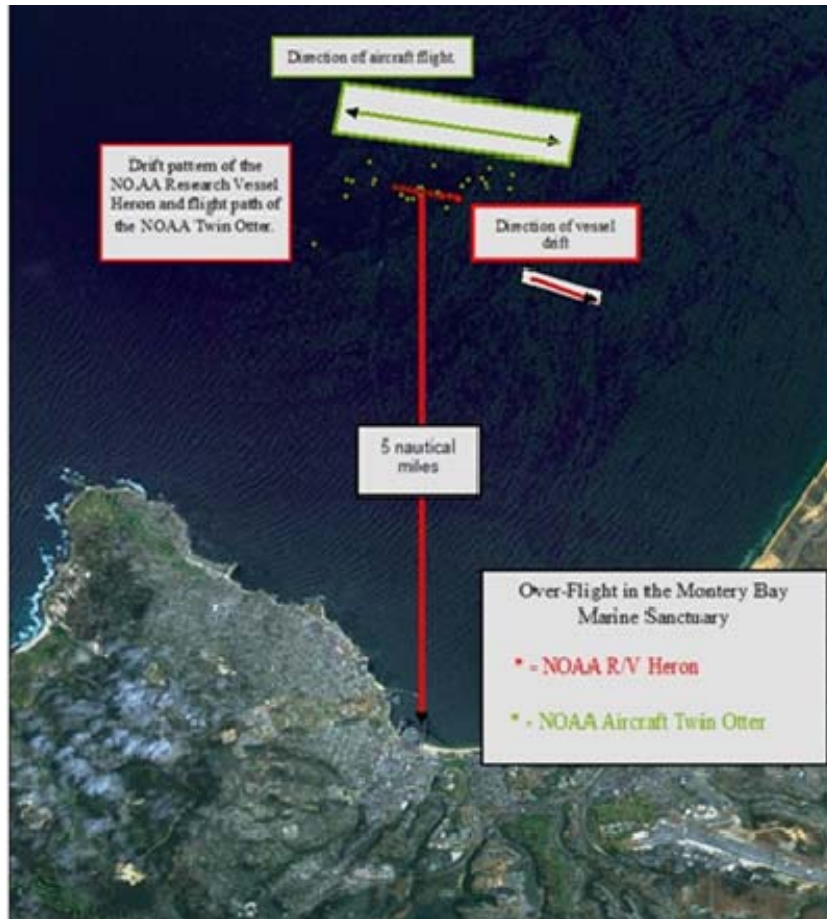 Direction of aircraft flight.
Drift pattern of the
NOAA Research Vessel
Heron and flight path of
the NOAA Twin Otter.
Direction of vessel
drift
5 nautical
miles
Over-Flight in the Montery Bay
Marine Sanctuary
= NOAA R/V Heron
= NOAA Aircraft Twin Otter